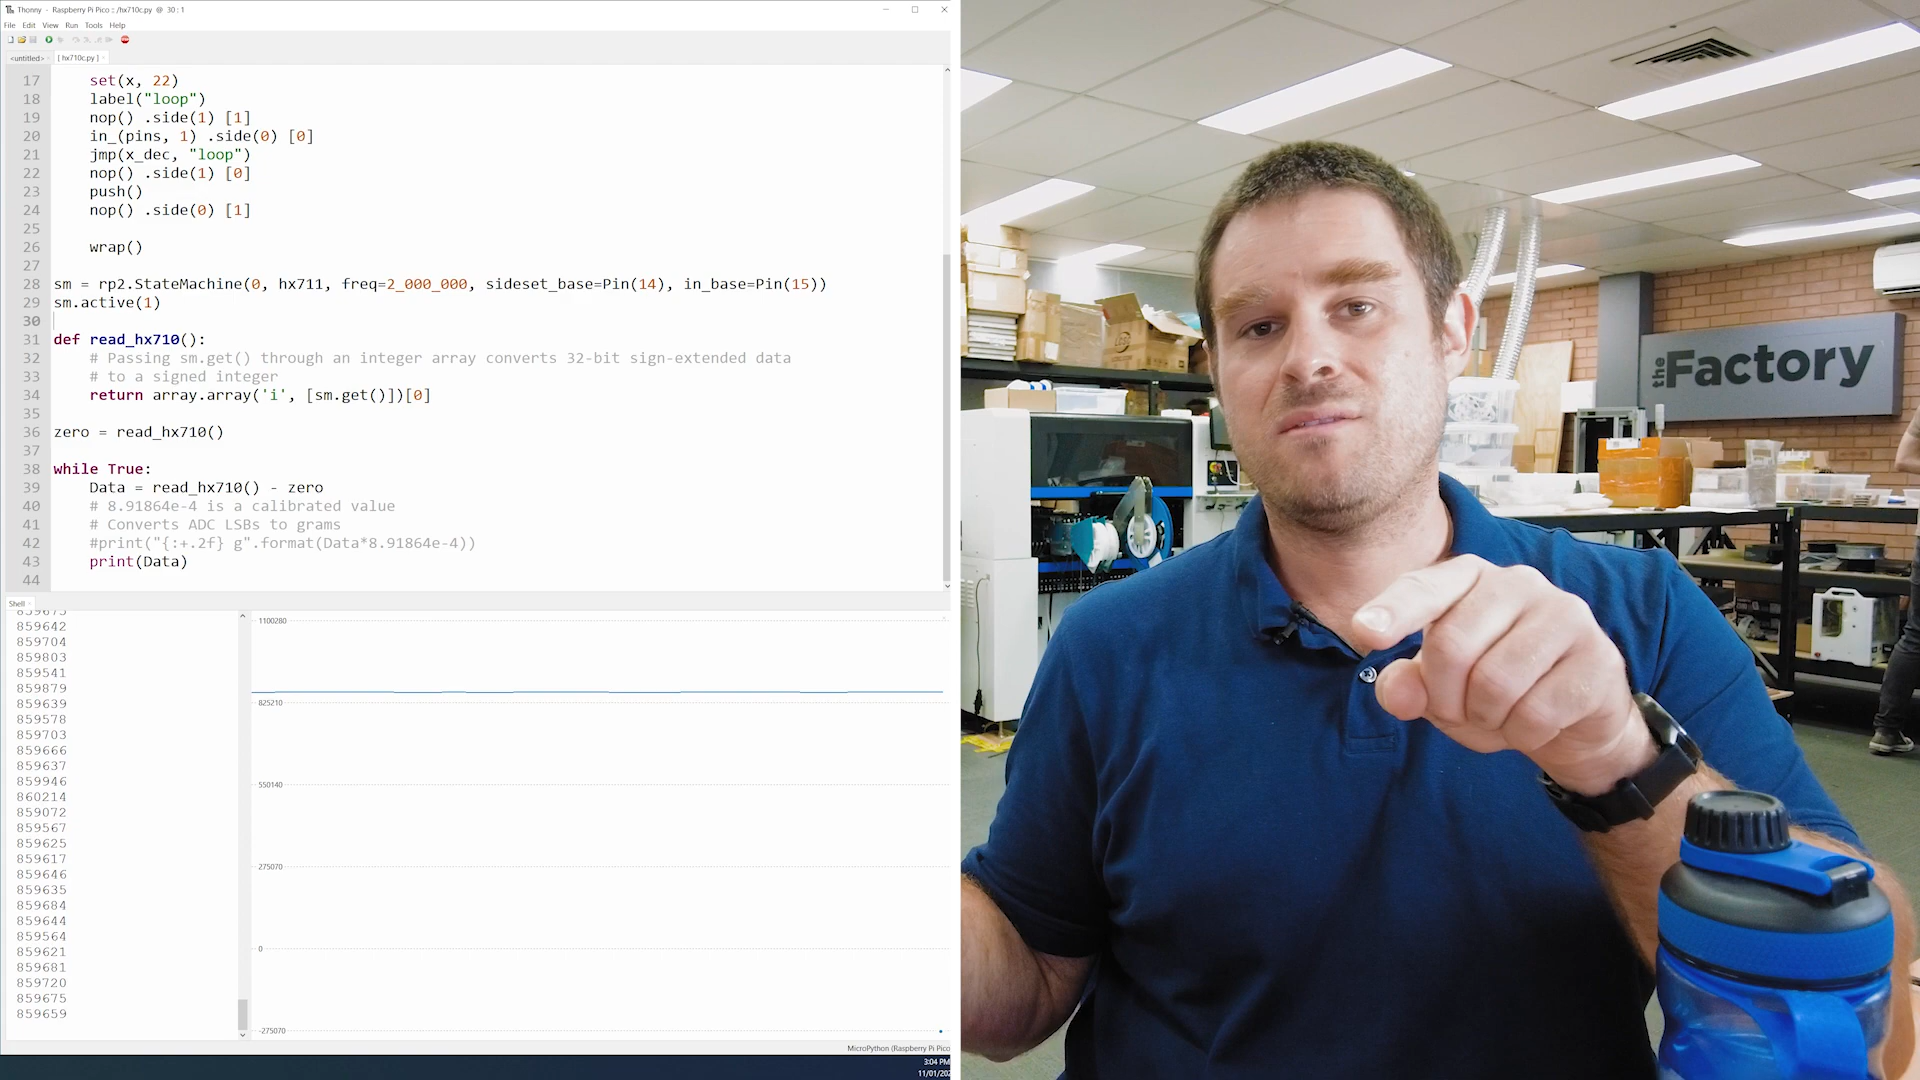 Thonny - Raspberry Pi Pico :: /hx710c.py @ 30 : 1
File Edit View Run Tools Help
<untitled> [ hx710c.py ]
17 set(x, 22)
18 label("loop")
19 nop() .side(1) [1]
20 in_(pins, 1) .side(0) [0]
21 jmp(x_dec, "loop")
22 nop() .side(1) [0]
23 push()
24 nop() .side(0) [1]
25
26 wrap()
27
28 sm = rp2.StateMachine(0, hx711, freq=2_000_000, sideset_base=Pin(14), in_base=Pin(15))
29 sm.active(1)
30
31 def read_hx710():
32 # Passing sm.get() through an integer array converts 32-bit sign-extended data
33 # to a signed integer
34 return array.array('i', [sm.get()])[0]
35
36 zero = read_hx710()
37
38 while True:
39 Data = read_hx710() - zero
40 # 8.91864e-4 is a calibrated value
41 # Converts ADC LSBs to grams
42 #print("{:+.2f} g".format(Data*8.91864e-4))
43 print(Data)
44
Shell
859675
859642
859704
859803
859541
859879
859639
859578
859703
859666
859637
859946
860214
859072
859567
859625
859617
859646
859635
859684
859644
859564
859621
859681
859720
859675
859659
1100280
825210
550140
275070
0
-275070
MicroPython (Raspberry Pi Pico
3:04 PM
11/01/202
the Factory